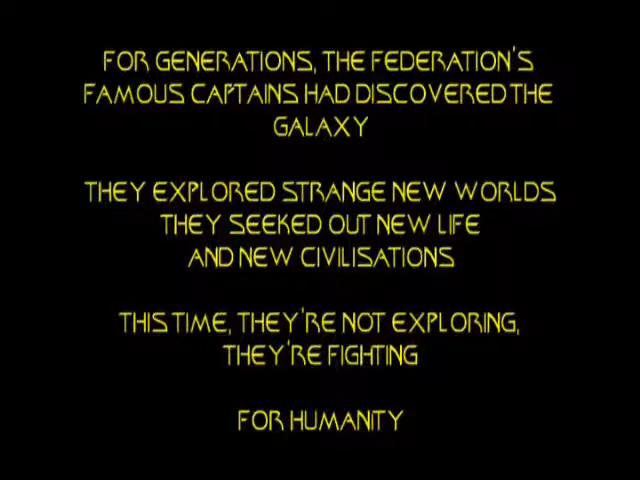 FOR GENERATIONS, THE FEDERATION'S
FAMOUS CAPTAINS HAD DISCOVERED THE
GALAXY
THEY EXPLORED STRANGE NEW WORLDS
THEY SEEKED OUT NEW LIFE
AND NEW CIVILISATIONS
THIS TIME, THEY'RE NOT EXPLORING,
THEY'RE FIGHTING
FOR HUMANITY